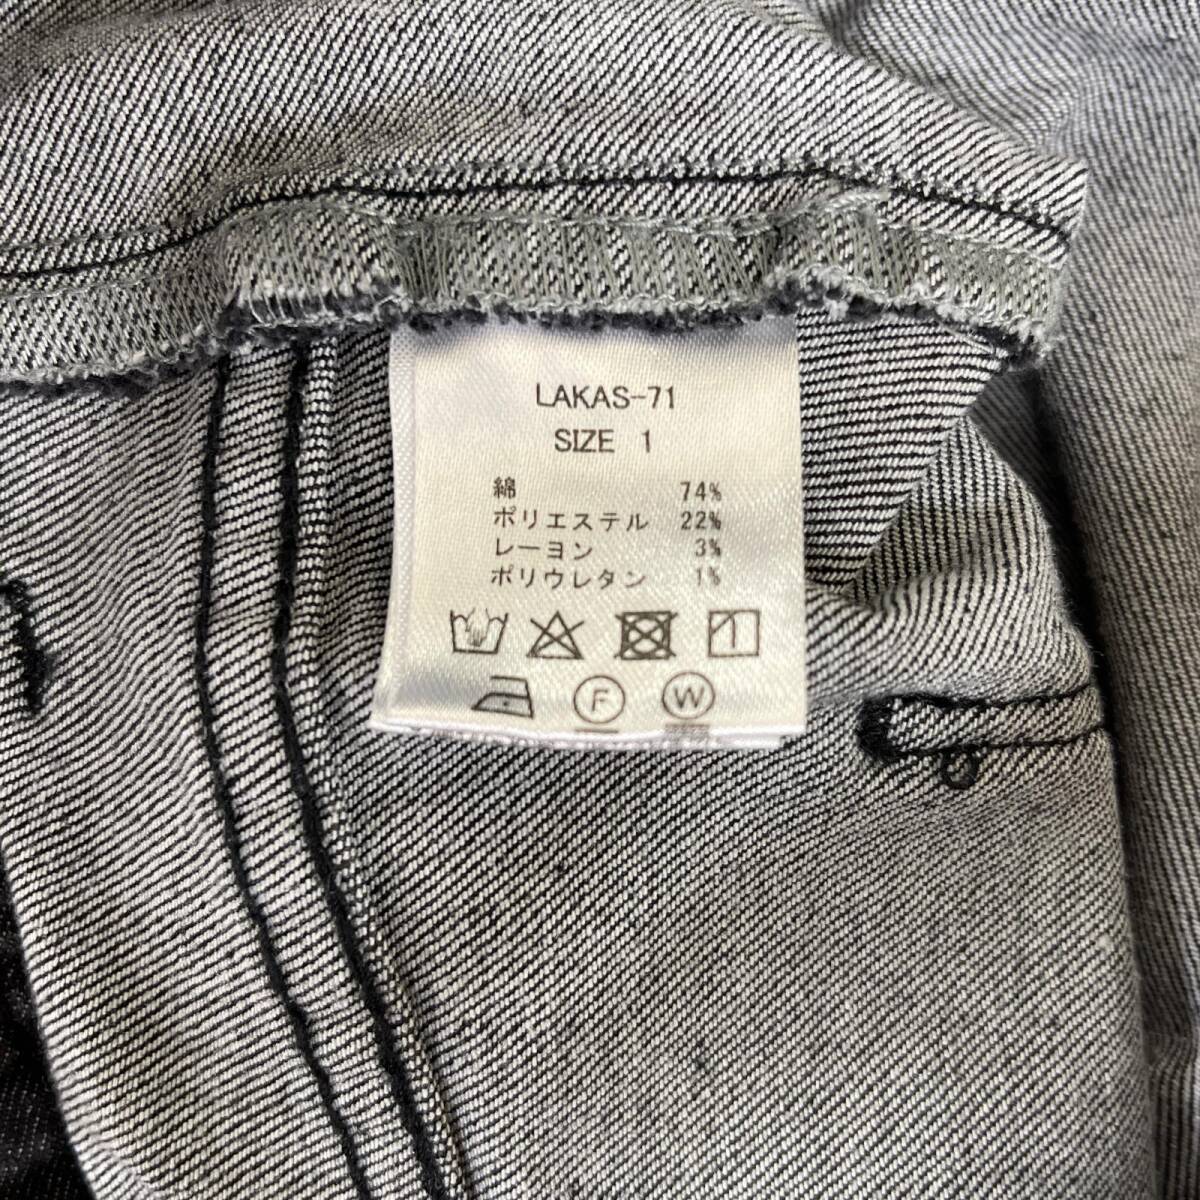 LAKAS-71
SIZE 1
綿 74%
ポリエステル 22%
レーヨン 3%
ポリウレタン 1%
F W